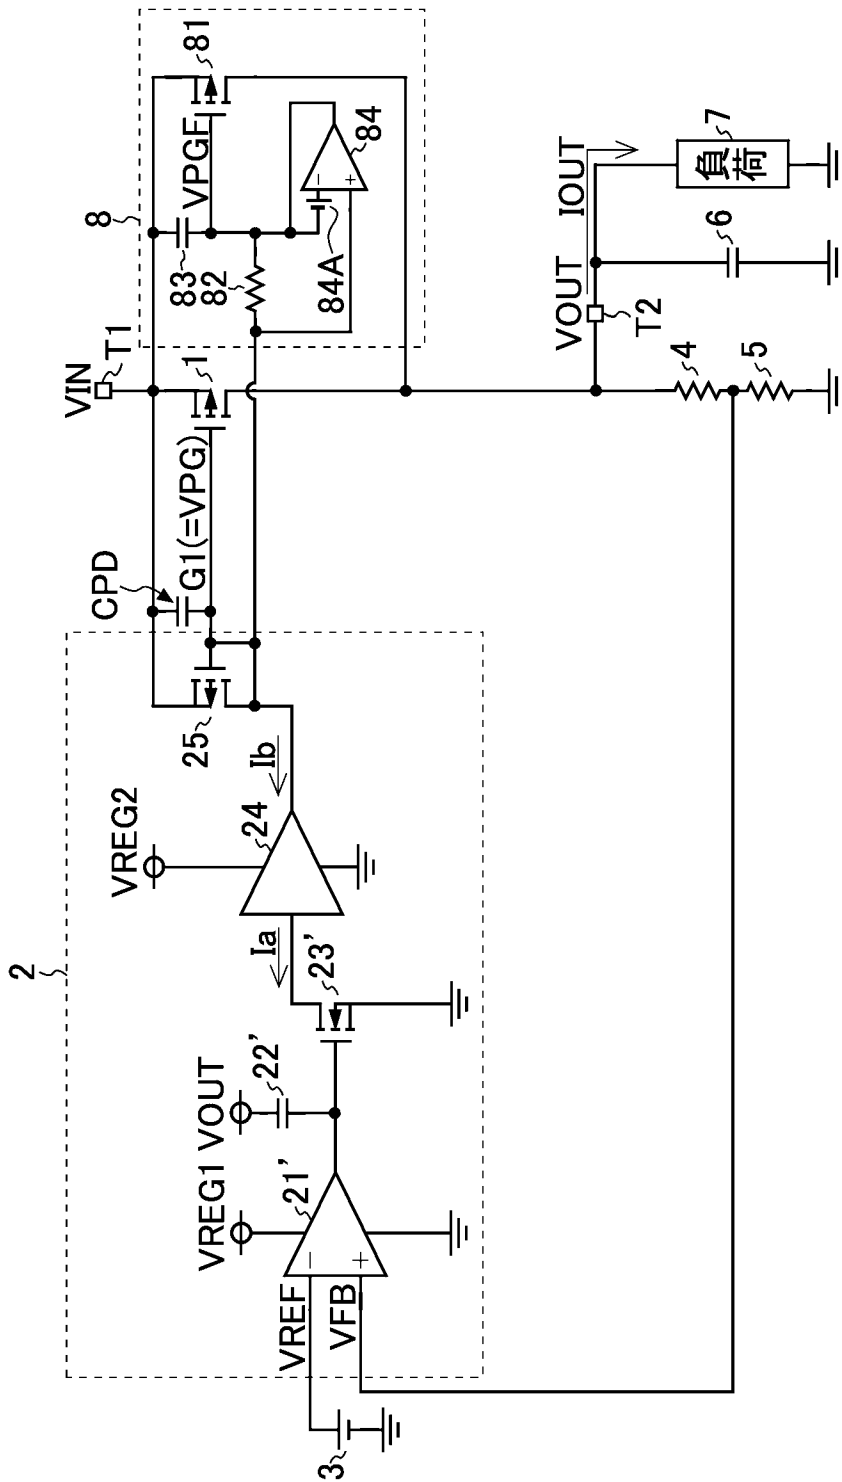 2
VREG1
VOUT
22'
21'
VREF
VFB
−
+
3
Ia
23'
VREG2
24
Ib
25
CPD
G1(=VPG)
VIN
T1
1
8
83
82
VPGF
81
84A
84
−
+
VOUT
IOUT
T2
4
5
6
7
負荷